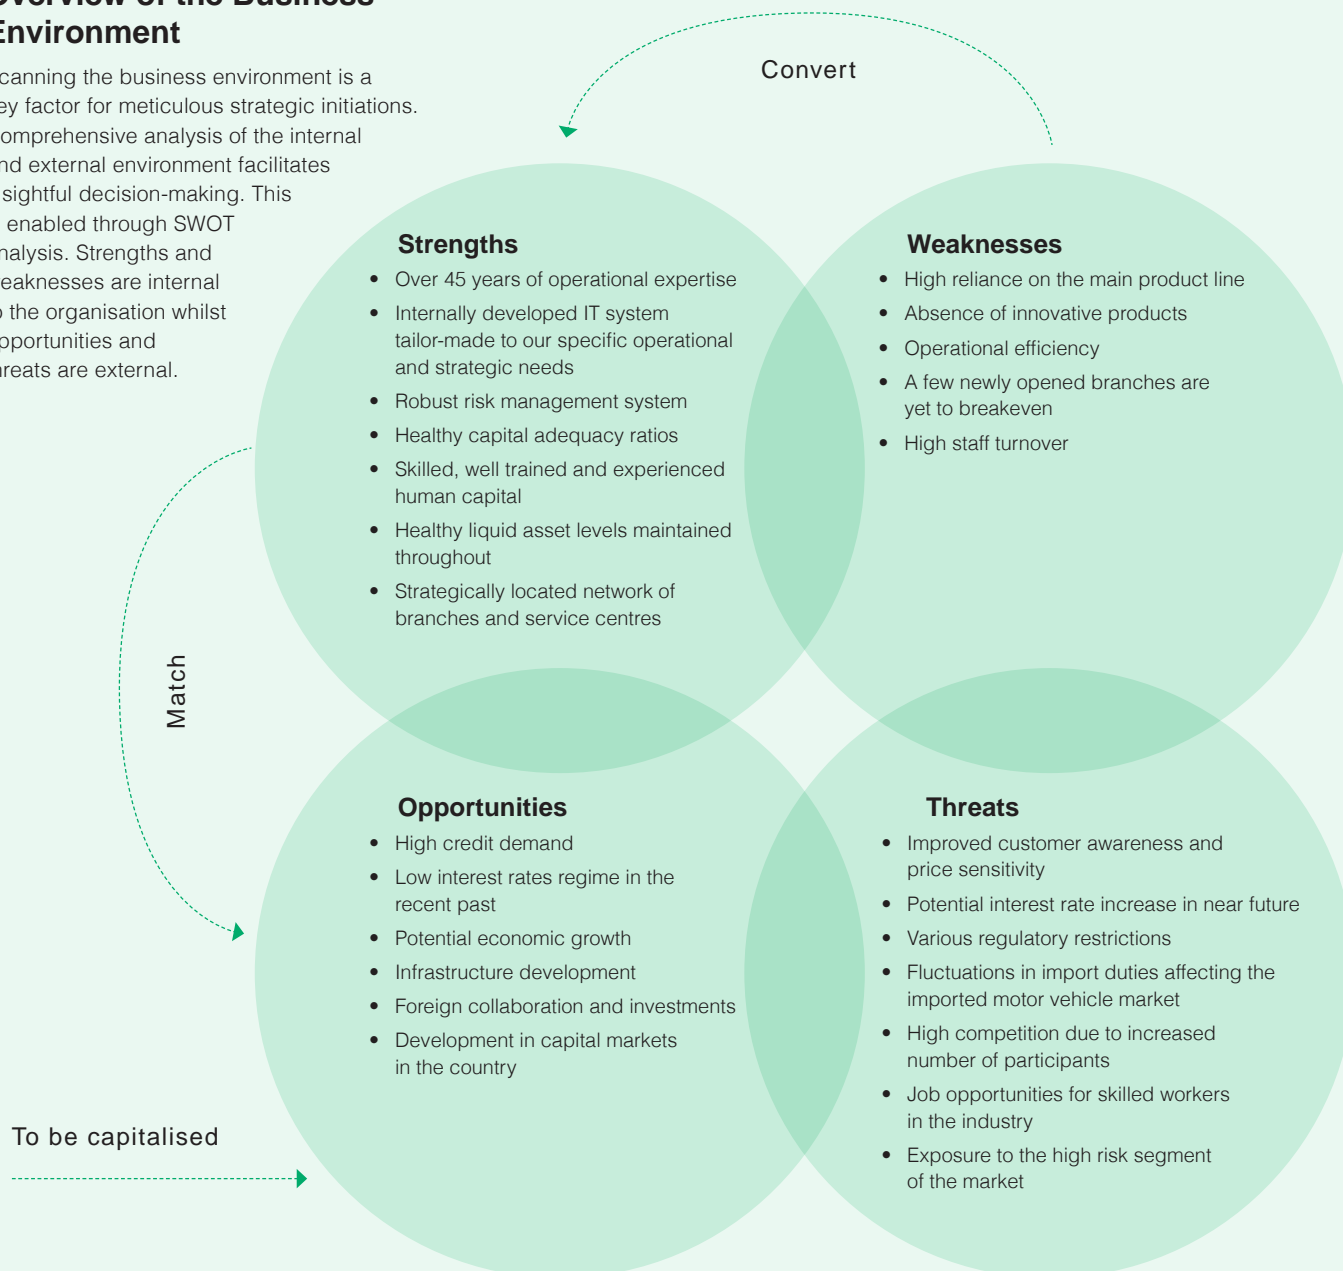 Overview of the Business
Environment
canning the business environment is a
ey factor for meticulous strategic initiations.
omprehensive analysis of the internal
nd external environment facilitates
sightful decision-making. This
enabled through SWOT
nalysis. Strengths and
eaknesses are internal
o the organisation whilst
pportunities and
hreats are external.
Convert
Strengths
• Over 45 years of operational expertise
• Internally developed IT system
tailor-made to our specific operational
and strategic needs
• Robust risk management system
• Healthy capital adequacy ratios
• Skilled, well trained and experienced
human capital
• Healthy liquid asset levels maintained
throughout
• Strategically located network of
branches and service centres
Weaknesses
• High reliance on the main product line
• Absence of innovative products
• Operational efficiency
• A few newly opened branches are
yet to breakeven
• High staff turnover
Match
Opportunities
• High credit demand
• Low interest rates regime in the
recent past
• Potential economic growth
• Infrastructure development
• Foreign collaboration and investments
• Development in capital markets
in the country
Threats
• Improved customer awareness and
price sensitivity
• Potential interest rate increase in near future
• Various regulatory restrictions
• Fluctuations in import duties affecting the
imported motor vehicle market
• High competition due to increased
number of participants
• Job opportunities for skilled workers
in the industry
• Exposure to the high risk segment
of the market
To be capitalised